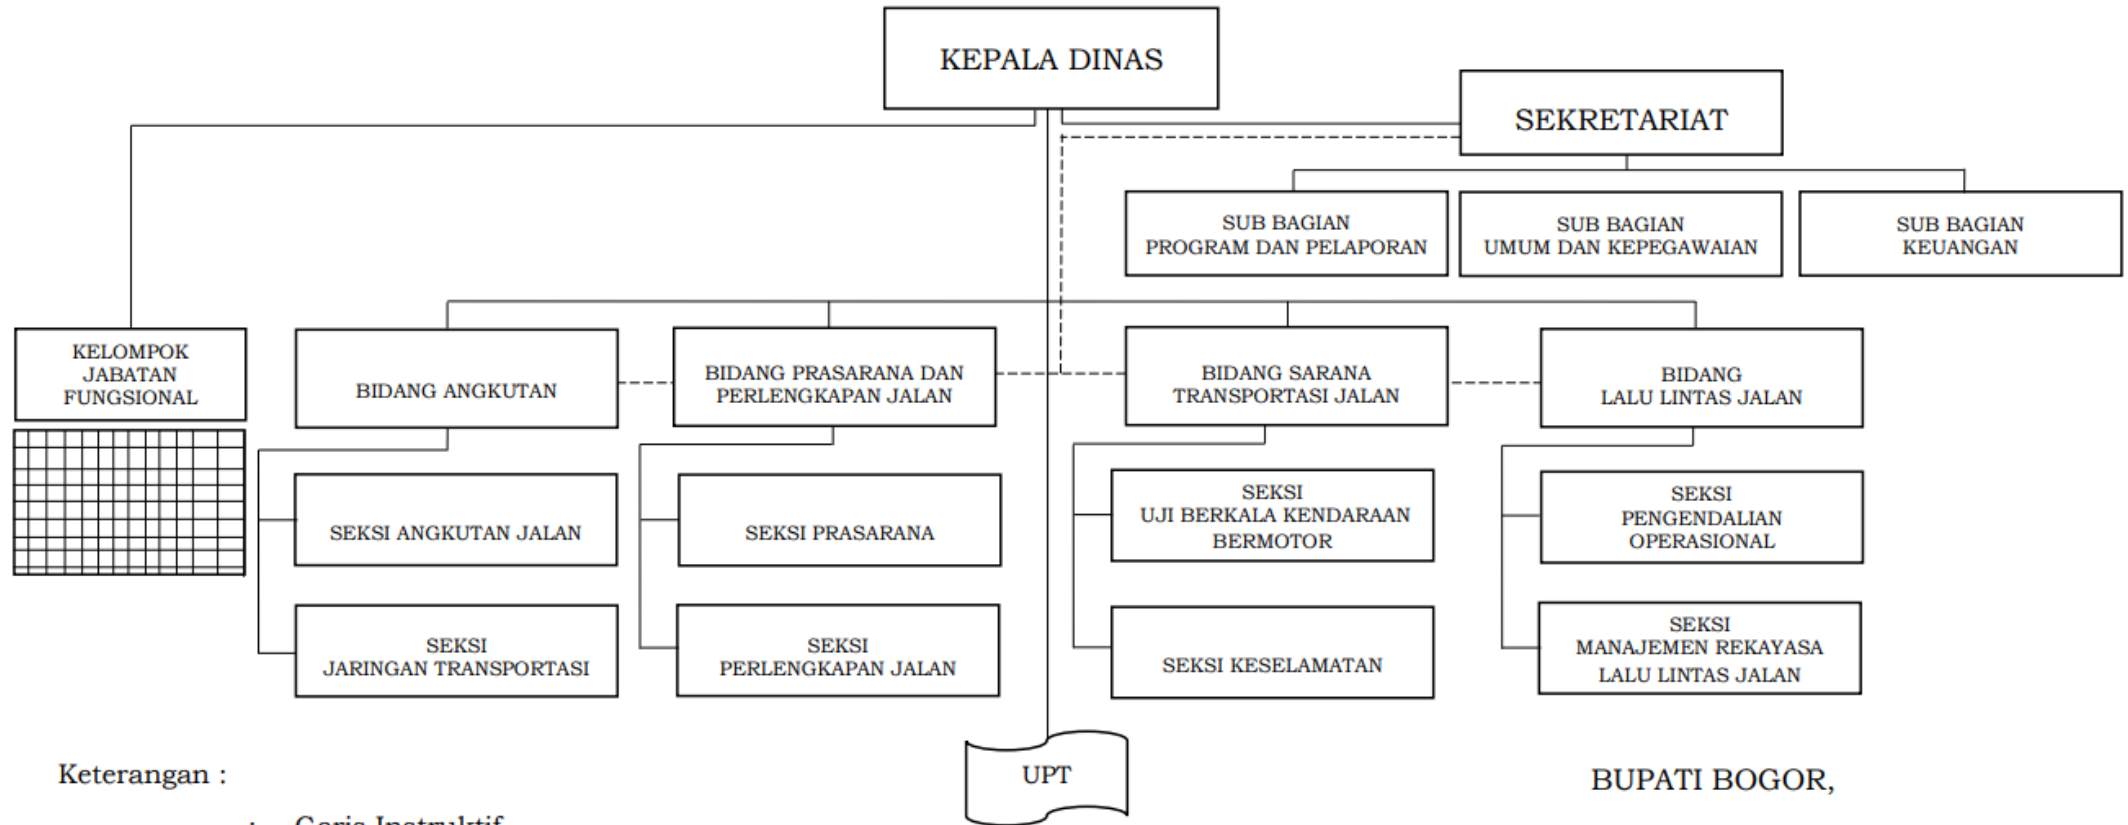 KEPALA DINAS
SEKRETARIAT
SUB BAGIAN
PROGRAM DAN PELAPORAN
SUB BAGIAN
UMUM DAN KEPEGAWAIAN
SUB BAGIAN
KEUANGAN
KELOMPOK
JABATAN
FUNGSIONAL
BIDANG ANGKUTAN
BIDANG PRASARANA DAN
PERLENGKAPAN JALAN
BIDANG SARANA
TRANSPORTASI JALAN
BIDANG
LALU LINTAS JALAN
SEKSI ANGKUTAN JALAN
SEKSI PRASARANA
SEKSI
UJI BERKALA KENDARAAN
BERMOTOR
SEKSI
PENGENDALIAN
OPERASIONAL
SEKSI
JARINGAN TRANSPORTASI
SEKSI
PERLENGKAPAN JALAN
SEKSI KESELAMATAN
SEKSI
MANAJEMEN REKAYASA
LALU LINTAS JALAN
UPT
Keterangan :
BUPATI BOGOR,
: Garis Instruktif